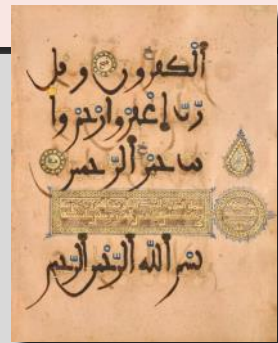 الكفرون وقل
رب اغفر وارحم وا
نت خير الرحمين
بسم الله الرحمن الرحيم